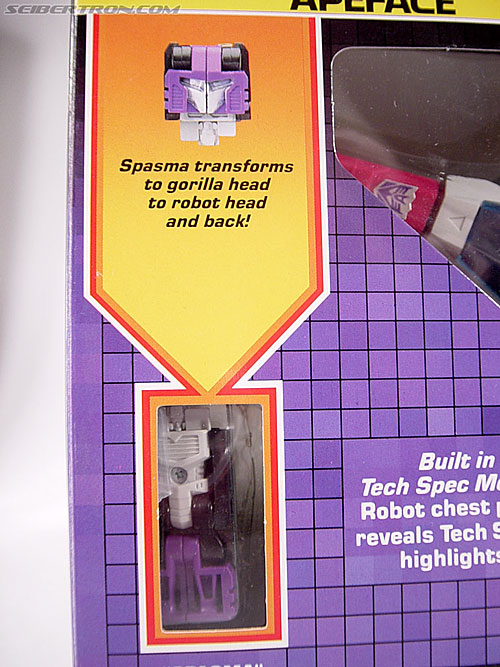 SEIBERTRON.COM
APEFACE
Spasma transforms
to gorilla head
to robot head
and back!
Built in
Tech Spec
Robot chest
reveals Tech
highlights